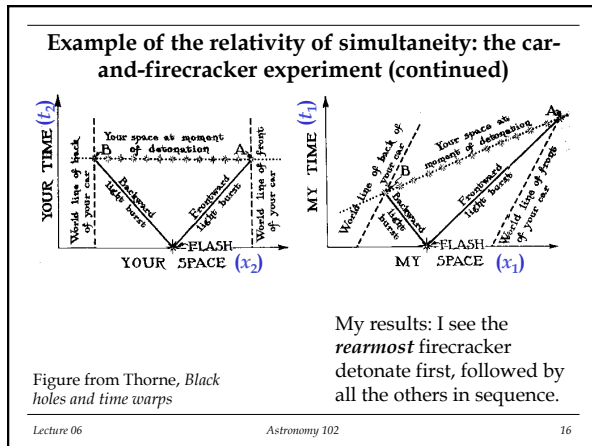 Example of the relativity of simultaneity: the car-
and-firecracker experiment (continued)
YOUR TIME (t₂)
World line of back
of your car
B
Your space at moment
of detonation
A
Backward
light burst
Frontward
light burst
World line of front
of your car
FLASH
YOUR SPACE (x₂)
MY TIME (t₁)
World line of back of
your car
B
Your space at
moment of detonation
A
Backward
light
burst
Frontward
light burst
World line of front
of your car
FLASH
MY SPACE (x₁)
My results: I see the
rearmost firecracker
detonate first, followed by
all the others in sequence.
Figure from Thorne, Black
holes and time warps
Lecture 06
Astronomy 102
16